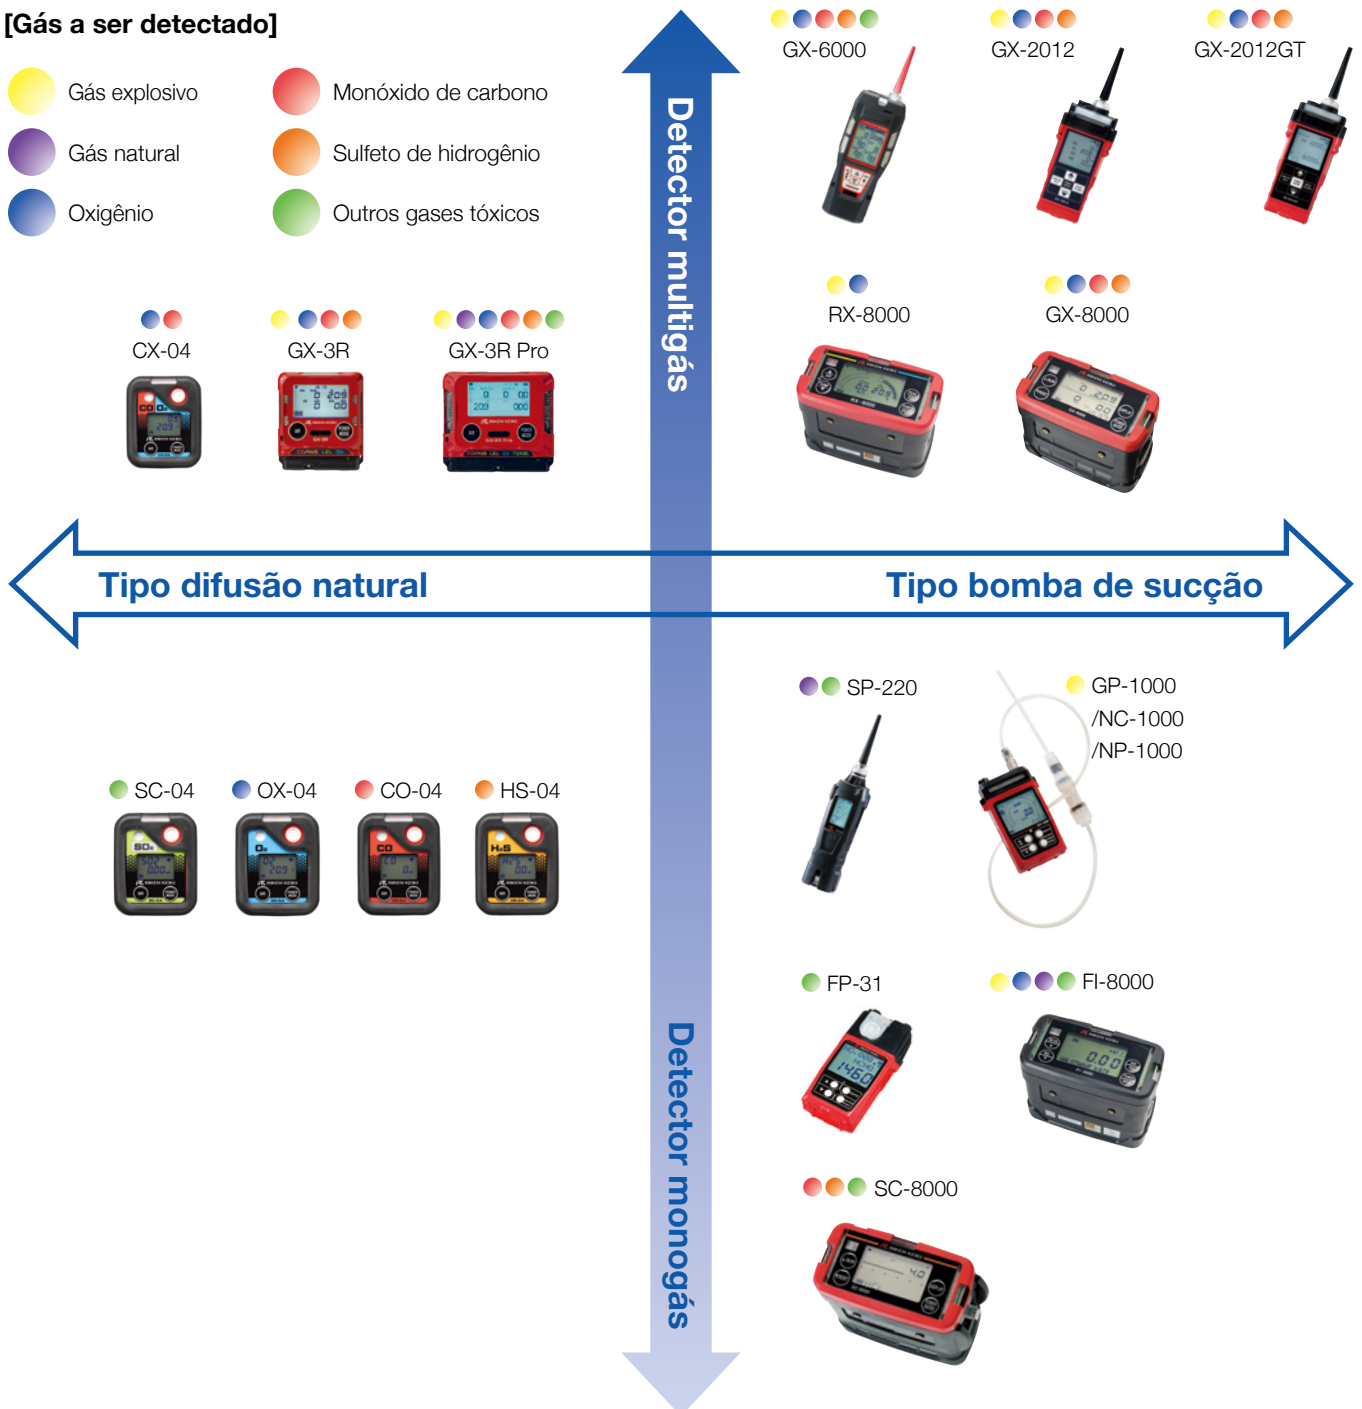 [Gás a ser detectado]
Gás explosivo
Monóxido de carbono
Gás natural
Sulfeto de hidrogênio
Oxigênio
Outros gases tóxicos
GX-6000
GX-2012
GX-2012GT
Detector multigás
RX-8000
GX-8000
CX-04
GX-3R
GX-3R Pro
Tipo difusão natural
Tipo bomba de sucção
SP-220
GP-1000
/NC-1000
/NP-1000
SC-04
OX-04
CO-04
HS-04
FP-31
FI-8000
Detector monogás
SC-8000